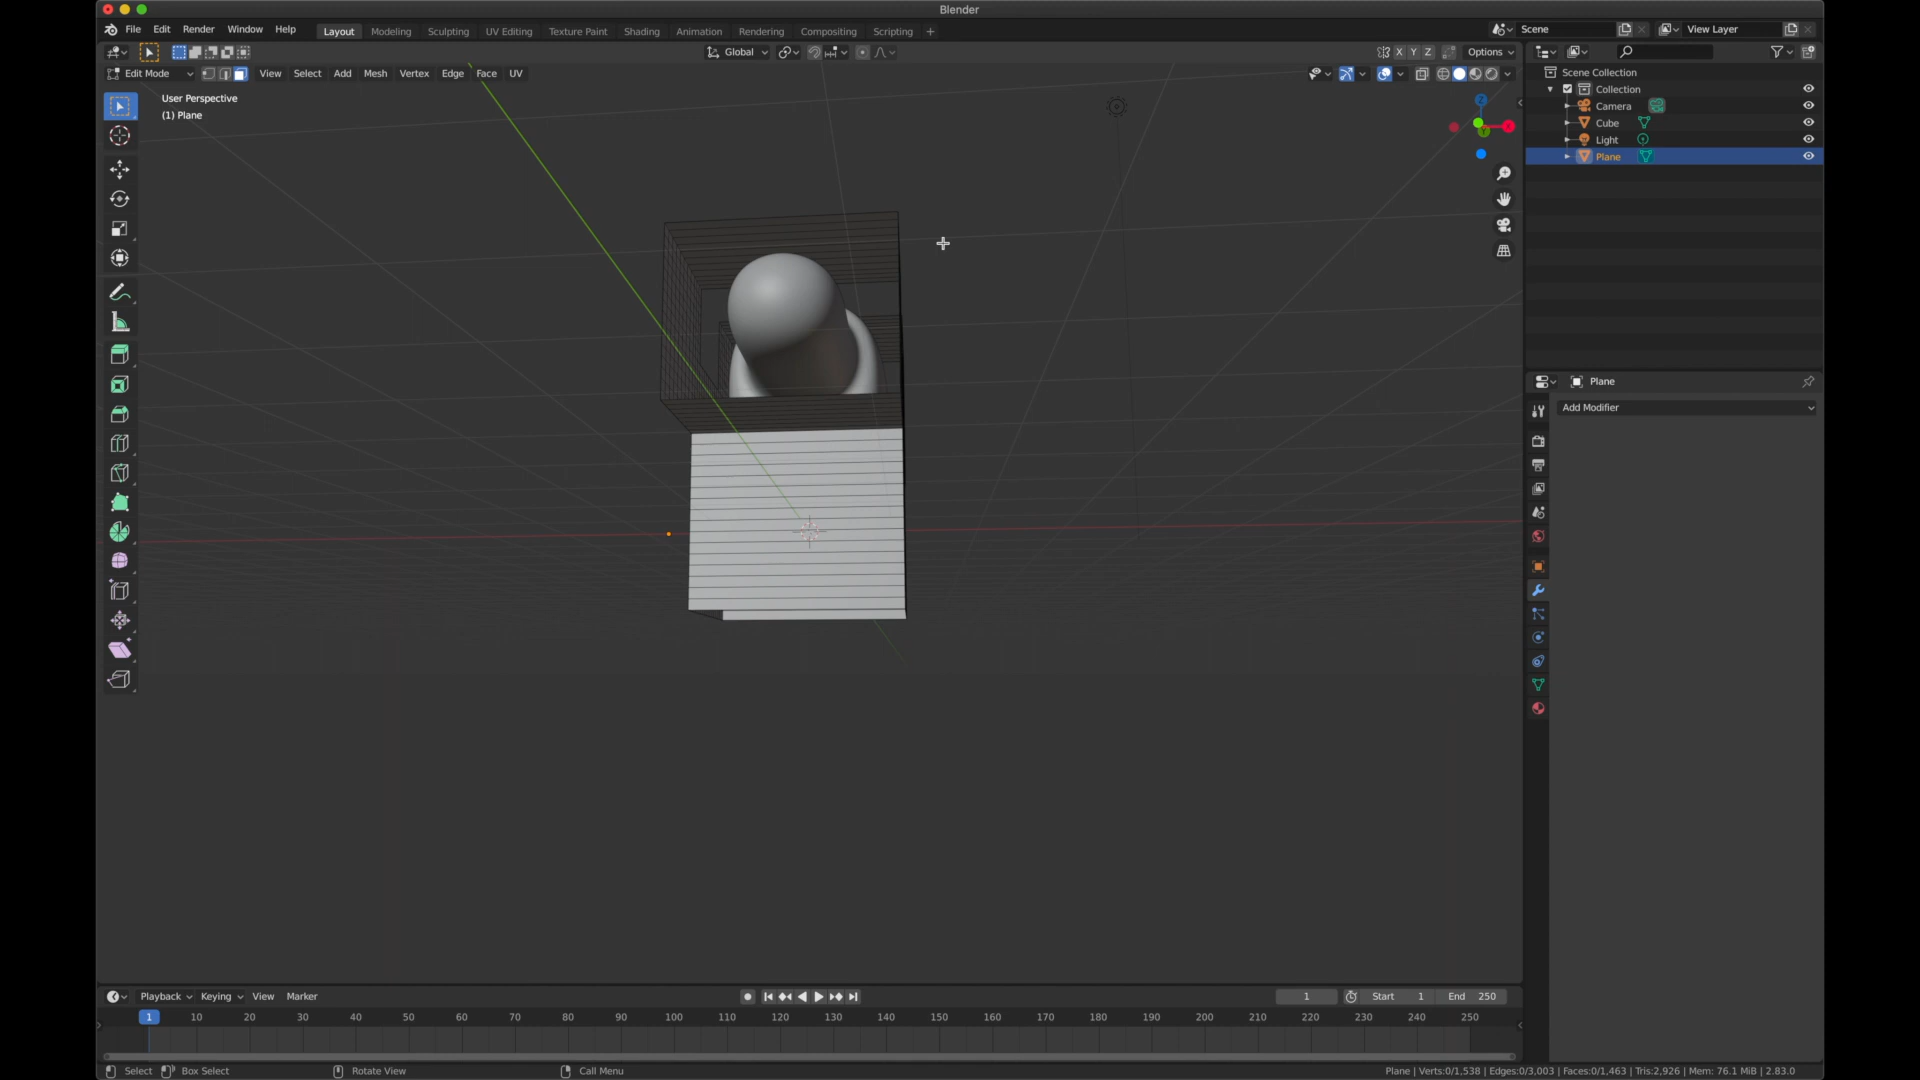 Blender
File Edit Render Window Help
Layout Modeling Sculpting UV Editing Texture Paint Shading Animation Rendering Compositing Scripting +
Scene
View Layer
Global
X Y Z Options
Edit Mode View Select Add Mesh Vertex Edge Face UV
User Perspective
(1) Plane
Scene Collection
Collection
Camera
Cube
Light
Plane
Plane
Add Modifier
Playback Keying View Marker
1 Start 1 End 250
1 10 20 30 40 50 60 70 80 90 100 110 120 130 140 150 160 170 180 190 200 210 220 230 240 250
Select Box Select Rotate View Call Menu
Plane | Verts:0/1,538 | Edges:0/3,003 | Faces:0/1,463 | Tris:2,926 | Mem: 76.1 MiB | 2.83.0